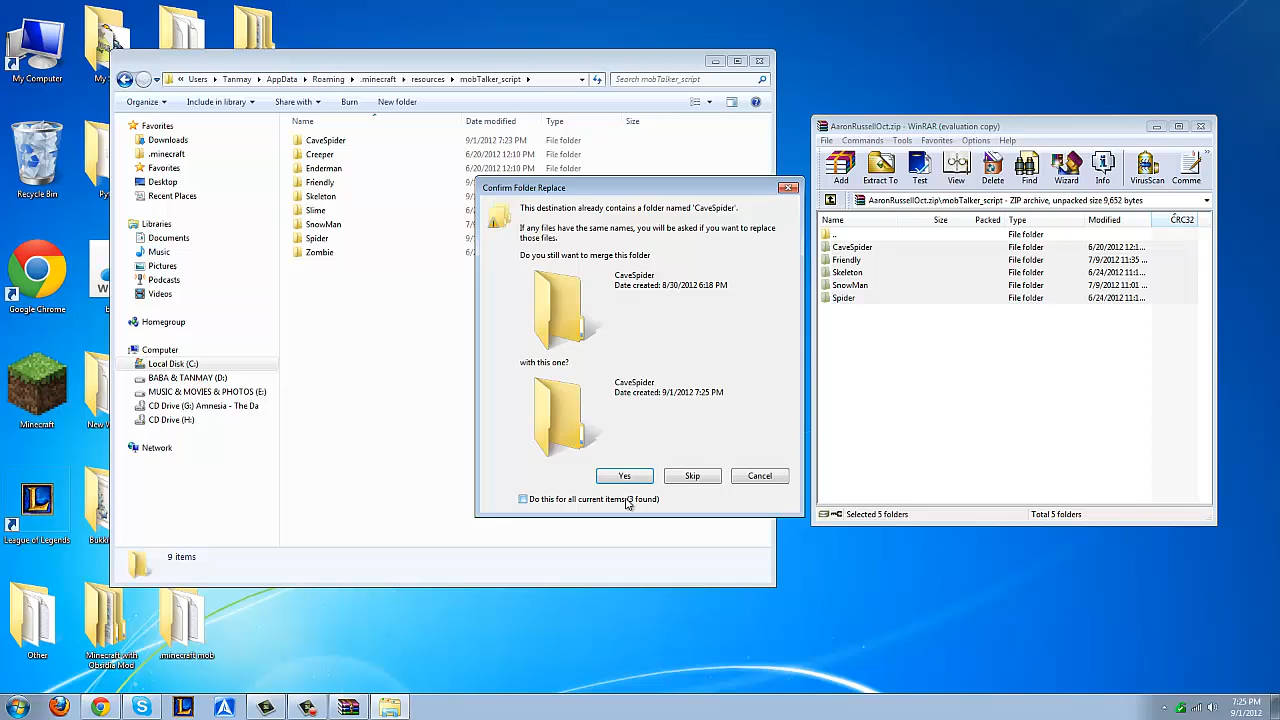 My Computer
Recycle Bin
Google Chrome
Minecraft
League of Legends
Other
Minecraft with
Obsidia Mod
.minecraft mob
Users
Tanmay
AppData
Roaming
.minecraft
resources
mobTalker_script
Search mobTalker_script
Organize
Include in library
Share with
Burn
New folder
Name
Date modified
Type
Size
Favorites
Downloads
.minecraft
Favorites
Desktop
Recent Places
Libraries
Documents
Music
Pictures
Podcasts
Videos
Homegroup
Computer
Local Disk (C:)
BABA & TANMAY (D:)
MUSIC & MOVIES & PHOTOS (E:)
CD Drive (G:) Amnesia - The Da
CD Drive (H:)
Network
CaveSpider 9/1/2012 7:23 PM File folder
Creeper 6/20/2012 12:10 PM File folder
Enderman 6/20/2012 12:10 PM File folder
Friendly
Skeleton
Slime
SnowMan
Spider
Zombie
9 items
Confirm Folder Replace
This destination already contains a folder named 'CaveSpider'.
If any files have the same names, you will be asked if you want to replace
those files.
Do you still want to merge this folder
CaveSpider
Date created: 8/30/2012 6:18 PM
with this one?
CaveSpider
Date created: 9/1/2012 7:25 PM
Yes
Skip
Cancel
Do this for all current items (3 found)
AaronRussellOct.zip - WinRAR (evaluation copy)
File Commands Tools Favorites Options Help
Add Extract To Test View Delete Find Wizard Info VirusScan Comme
AaronRussellOct.zip\mobTalker_script - ZIP archive, unpacked size 9,652 bytes
Name Size Packed Type Modified CRC32
.. File folder
CaveSpider File folder 6/20/2012 12:1...
Friendly File folder 7/9/2012 11:35 ...
Skeleton File folder 6/24/2012 11:1...
SnowMan File folder 7/9/2012 11:01 ...
Spider File folder 6/24/2012 11:1...
Selected 5 folders
Total 5 folders
7:25 PM
9/1/2012